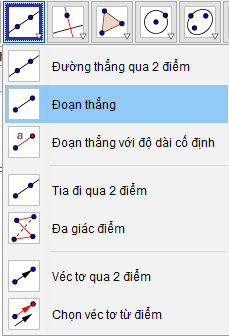 Đường thẳng qua 2 điểm
Đoạn thẳng
a
Đoạn thẳng với độ dài cố định
Tia đi qua 2 điểm
Đa giác điểm
Véc tơ qua 2 điểm
Chọn véc tơ từ điểm